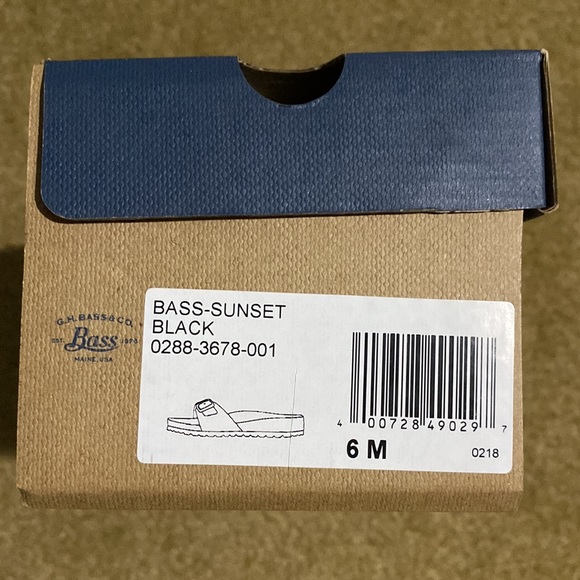 G.H. BASS & CO.
EST. Bass 1876
MAINE, USA
BASS-SUNSET
BLACK
0288-3678-001
4 00728 49029 7
6 M
0218